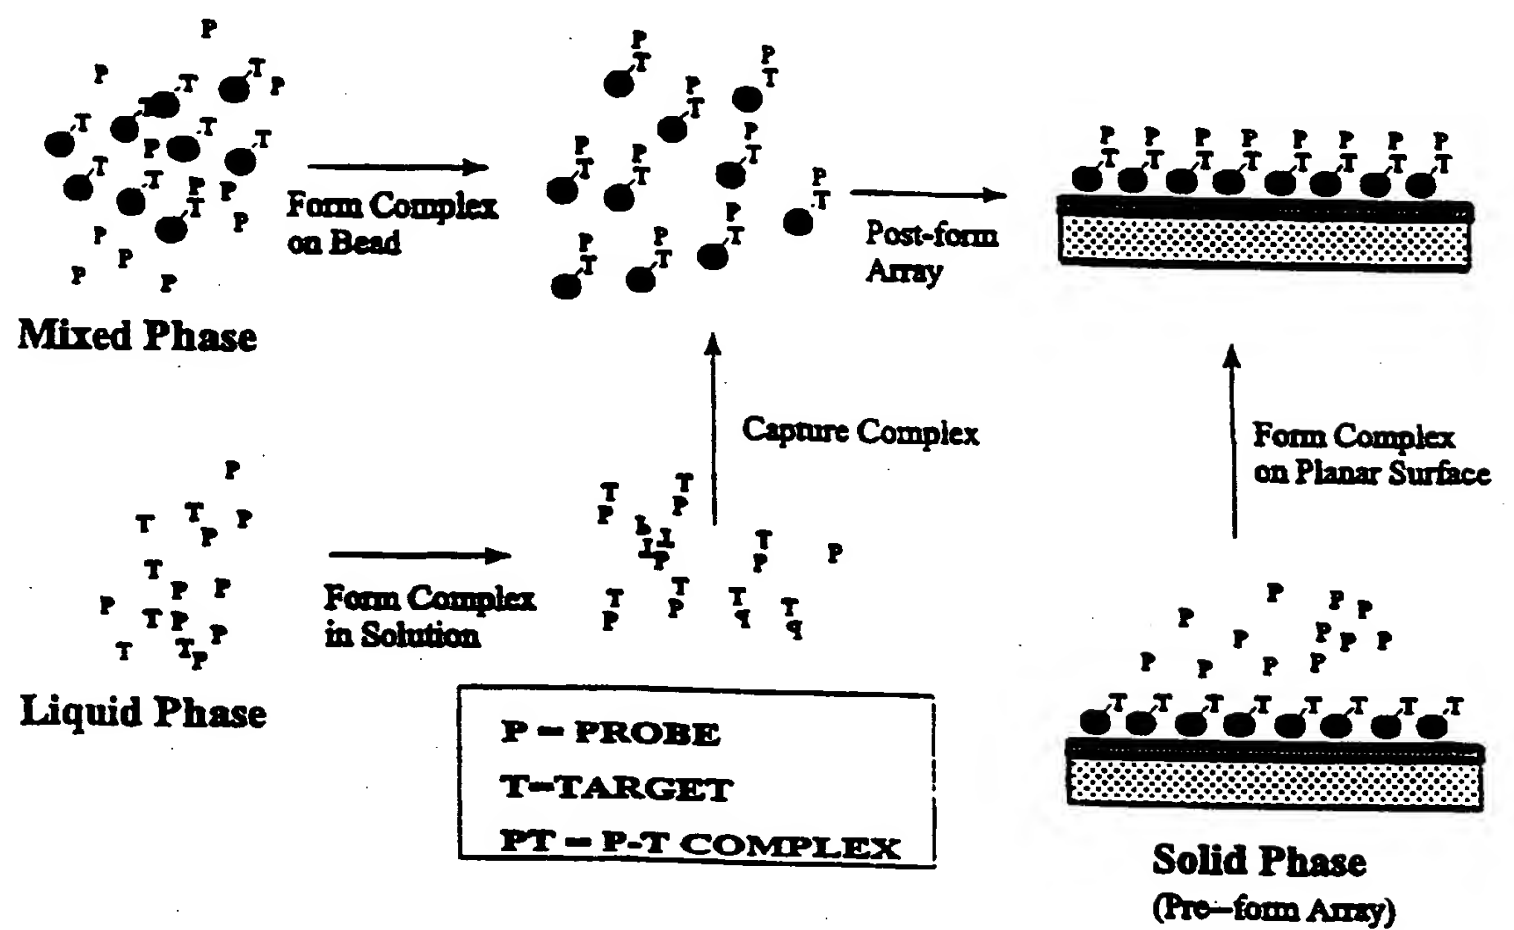 Mixed Phase
Form Complex
on Bead
Post-form
Array
Capture Complex
Form Complex
on Planar Surface
Liquid Phase
Form Complex
in Solution
P = PROBE
T=TARGET
PT = P-T COMPLEX
Solid Phase
(Pre-form Array)